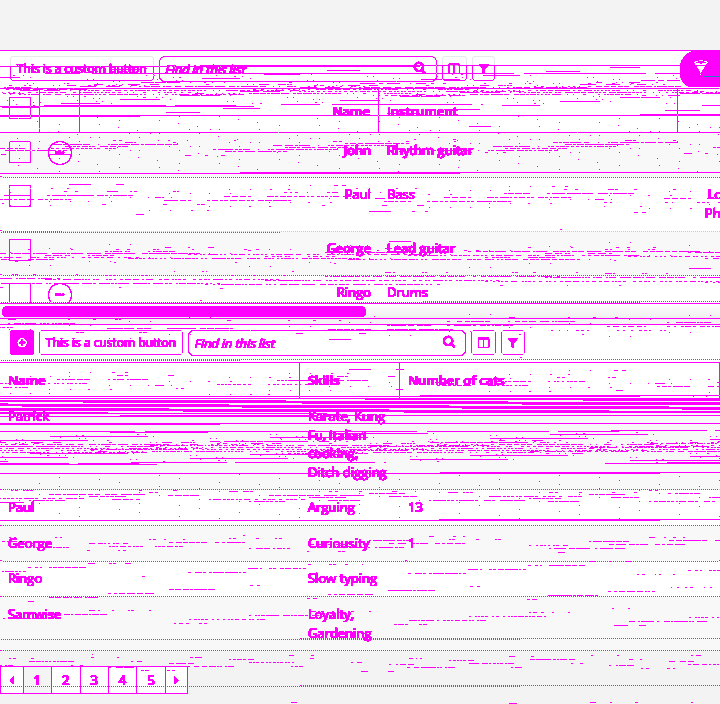 This is a custom button Find in this list
Name Instrument
John Rhythm guitar
Paul Bass Lo
Ph
George Lead guitar
Ringo Drums
This is a custom button Find in this list
Name Skills Number of cats
Patrick Karate, Kung
Fu, Italian
cooking,
Ditch digging
Paul Arguing 13
George Curiousity 1
Ringo Slow typing
Samwise Loyalty,
Gardening
1 2 3 4 5